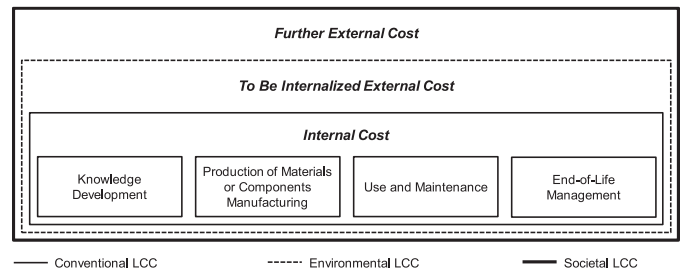 Further External Cost
To Be Internalized External Cost
Internal Cost
Knowledge
Development
Production of Materials
or Components
Manufacturing
Use and Maintenance
End-of-Life
Management
Conventional LCC
Environmental LCC
Societal LCC